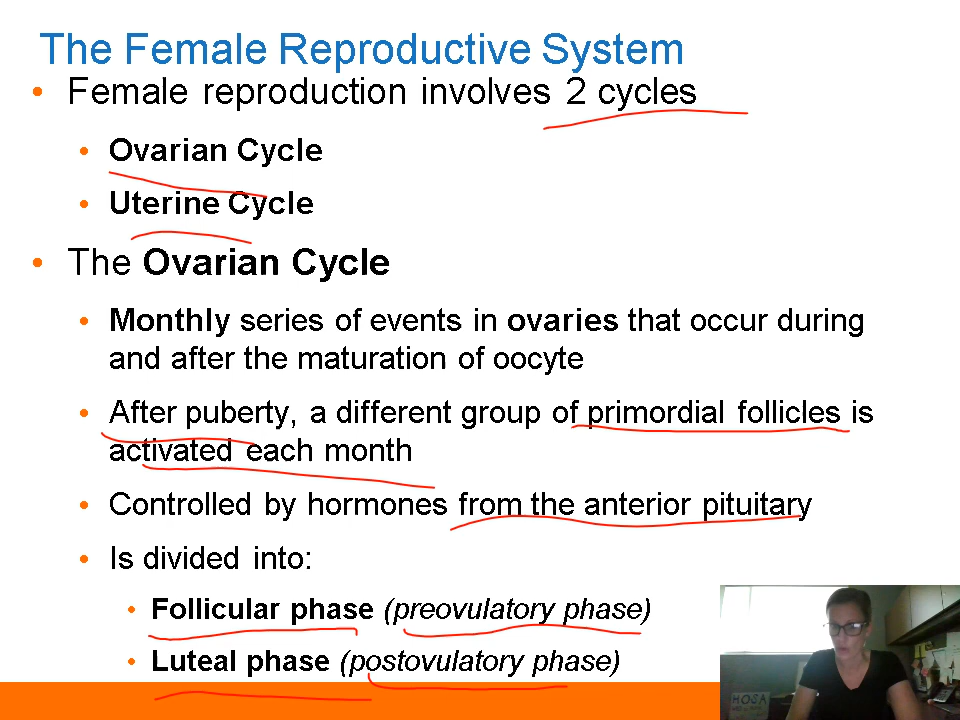 The Female Reproductive System
• Female reproduction involves 2 cycles
• Ovarian Cycle
• Uterine Cycle
• The Ovarian Cycle
• Monthly series of events in ovaries that occur during
and after the maturation of oocyte
• After puberty, a different group of primordial follicles is
activated each month
• Controlled by hormones from the anterior pituitary
• Is divided into:
• Follicular phase (preovulatory phase)
• Luteal phase (postovulatory phase)
HOSA